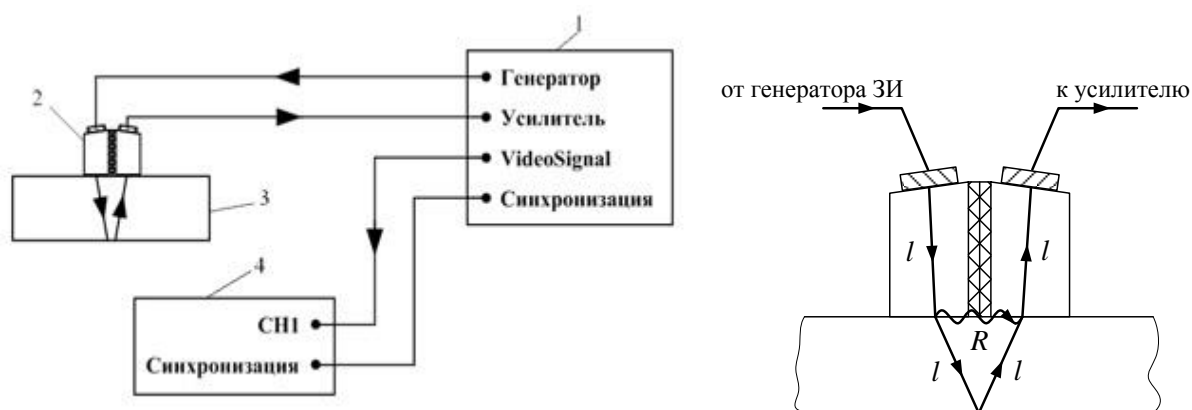 1
Генератор
Усилитель
VideoSignal
Синхронизация
2
3
4
CH1
Синхронизация
от генератора ЗИ
к усилителю
l
l
R
l
l